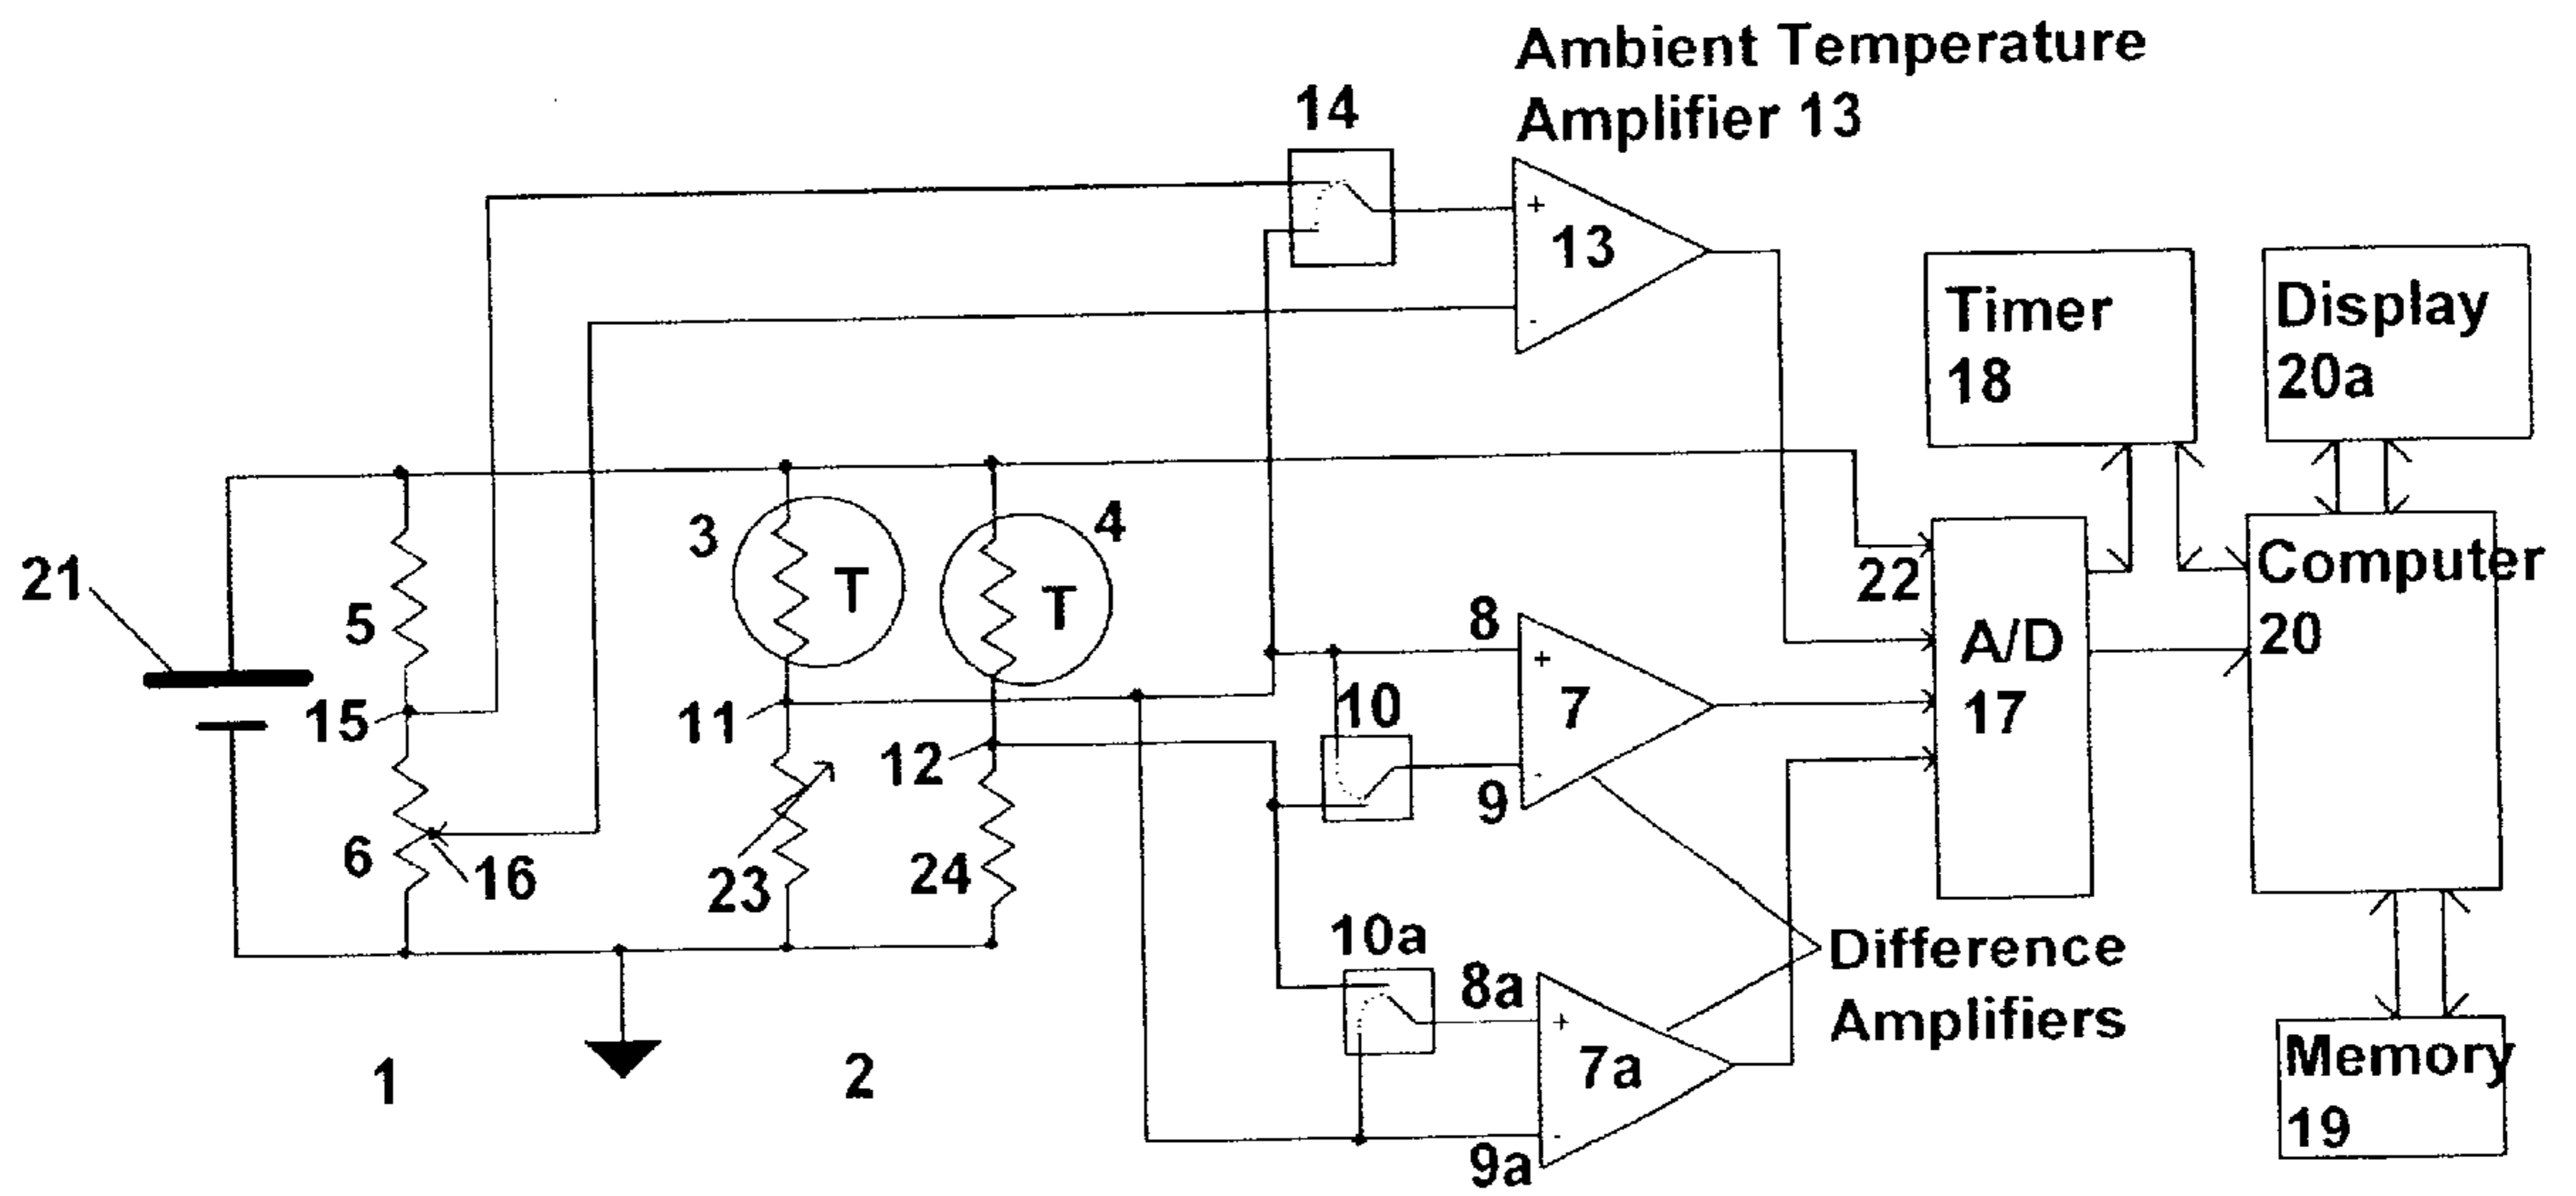 Ambient Temperature
Amplifier 13
14
+
13
-
Timer
18
Display
20a
3
4
T
T
21
5
22
Computer
20
8
+
A/D
17
15
11
10
7
12
9
-
6
16
23
24
10a
8a
Difference
Amplifiers
+
7a
1
2
Memory
19
9a
-